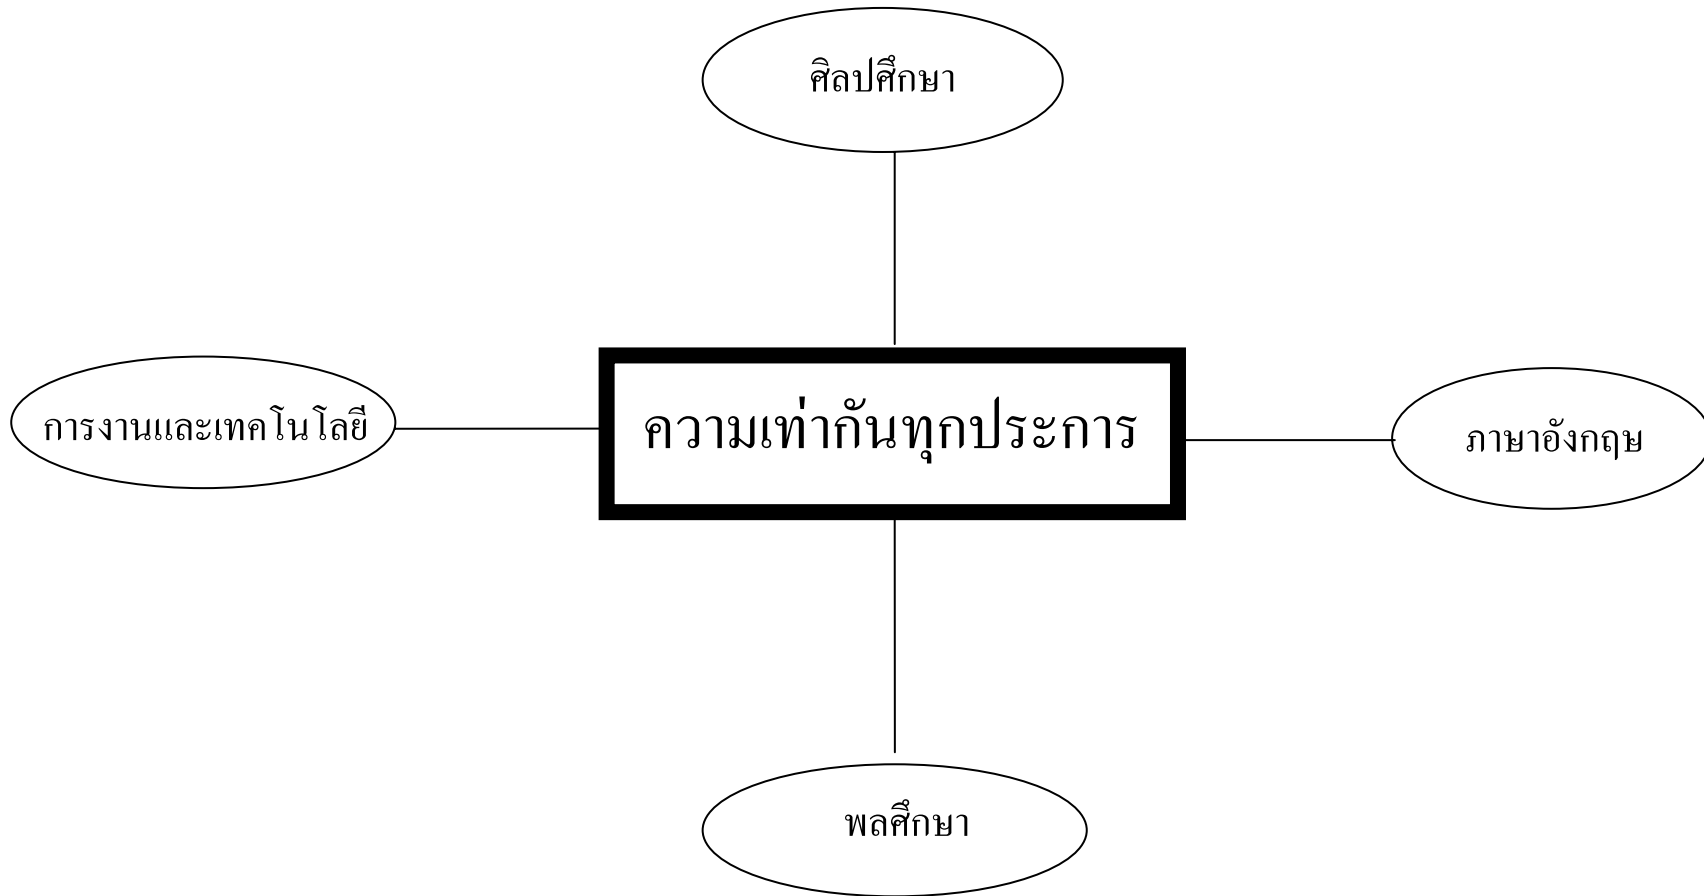 ศิลปศึกษา
การงานและเทคโนโลยี
ความเท่ากันทุกประการ
ภาษาอังกฤษ
พลศึกษา